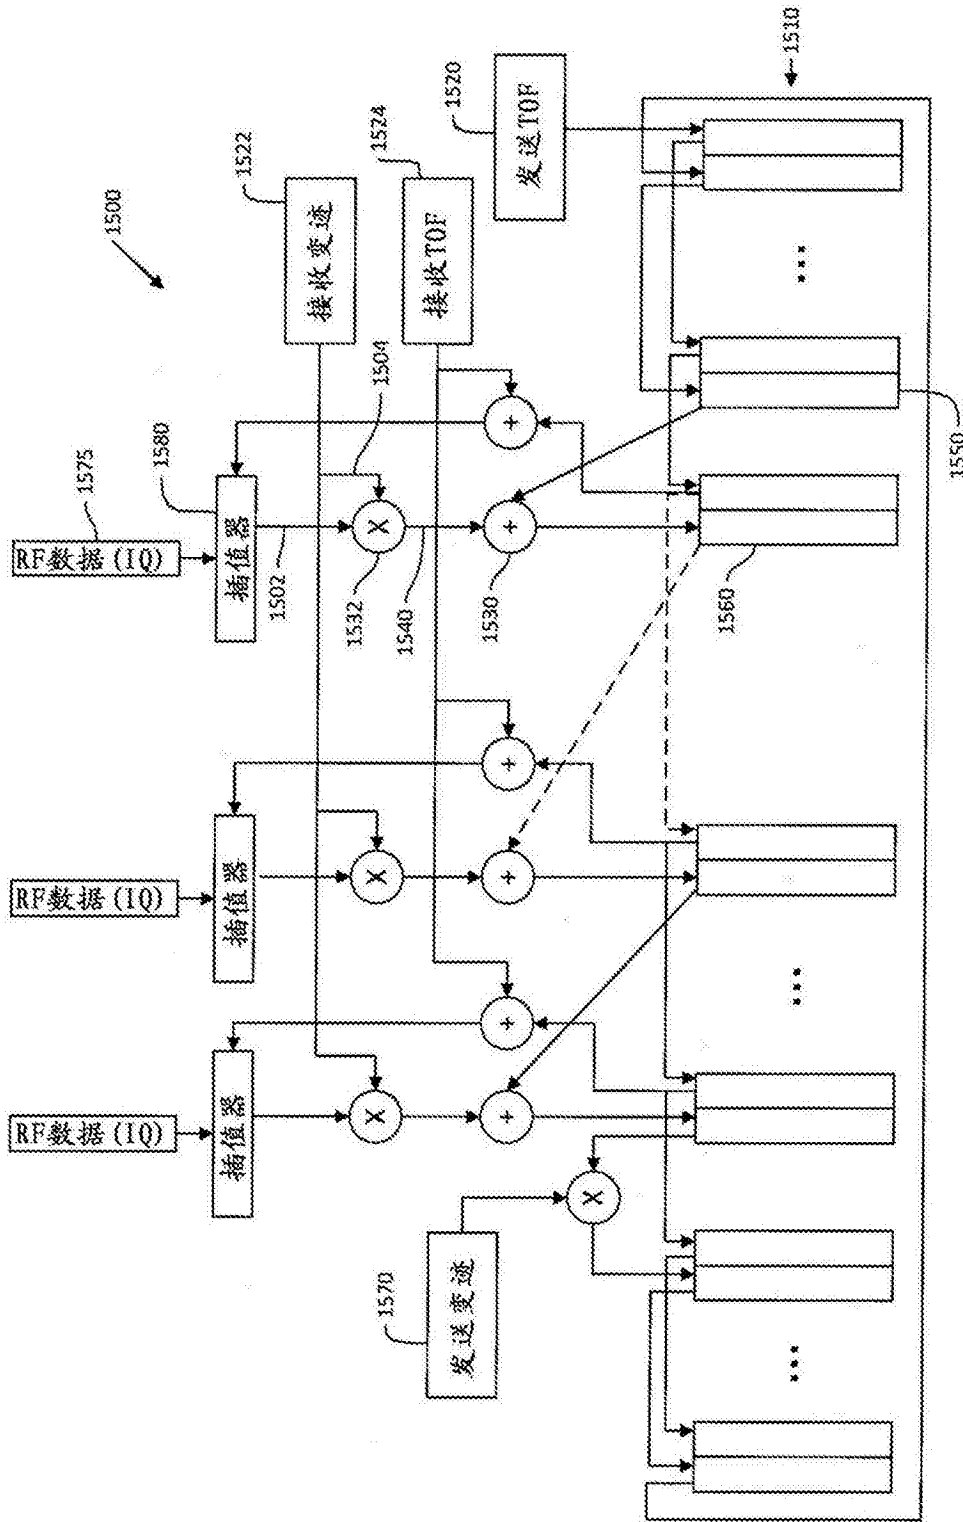 RF数据(IQ)
RF数据(IQ)
RF数据(IQ)
1575
1500
1580
插值器
插值器
插值器
1522
1502
接收变迹
1532
1504
1524
X
X
X
1570
1540
接收TOF
1520
发送变迹
1530
+
+
+
+
+
+
发送TOF
X
1560
1510
1550